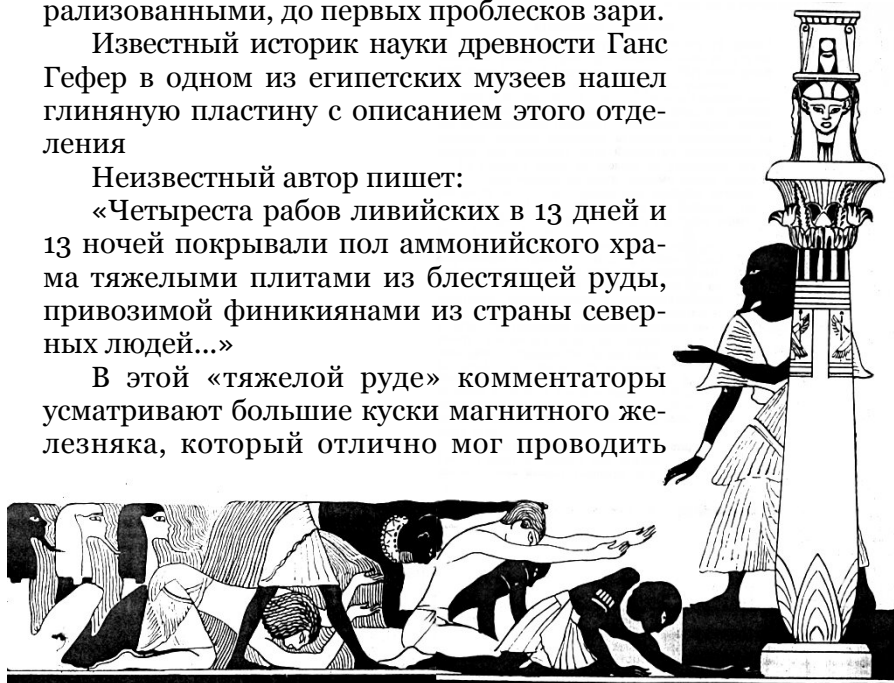 рализованными, до первых проблесков зари.
Известный историк науки древности Ганс
Гефер в одном из египетских музеев нашел
глиняную пластину с описанием этого отде-
ления
Неизвестный автор пишет:
«Четыреста рабов ливийских в 13 дней и
13 ночей покрывали пол аммонийского хра-
ма тяжелыми плитами из блестящей руды,
привозимой финикиянами из страны север-
ных людей...»
В этой «тяжелой руде» комментаторы
усматривают большие куски магнитного же-
лезняка, который отлично мог проводить